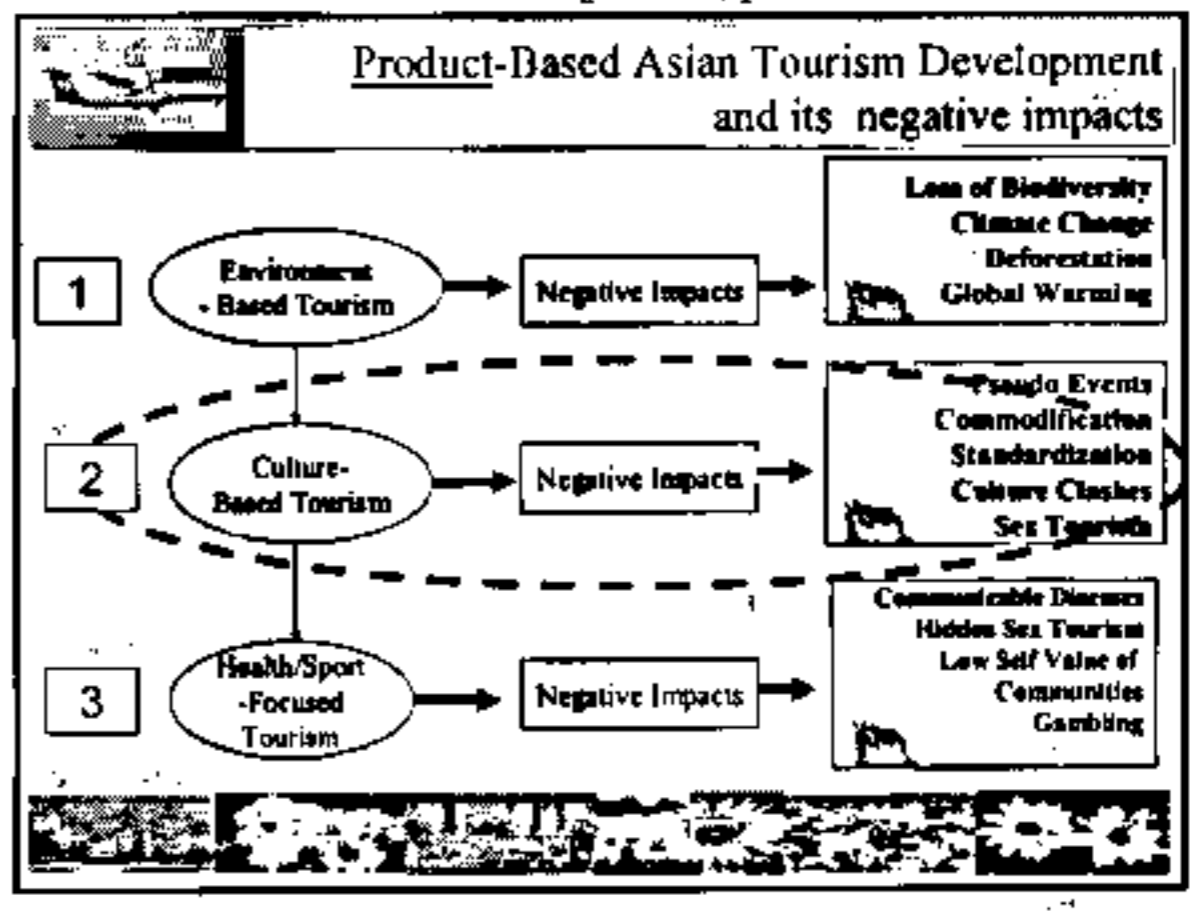 Product-Based Asian Tourism Development
and its negative impacts
1
Environment
- Based Tourism
Negative Impacts
Loss of Biodiversity
Climate Change
Deforestation
Global Warming
2
Culture-
Based Tourism
Negative Impacts
Pseudo Events
Commodification
Standardization
Culture Clashes
Sex Tourism
3
Health/Sport
-Focused
Tourism
Negative Impacts
Communicable Diseases
Hidden Sex Tourism
Low Self Value of
Communities
Gambling